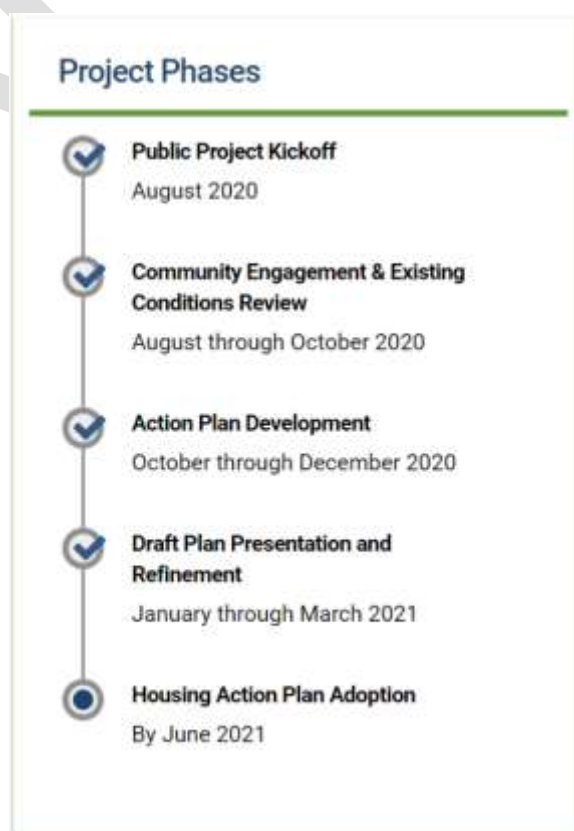 Project Phases
Public Project Kickoff
August 2020
Community Engagement & Existing
Conditions Review
August through October 2020
Action Plan Development
October through December 2020
Draft Plan Presentation and
Refinement
January through March 2021
Housing Action Plan Adoption
By June 2021